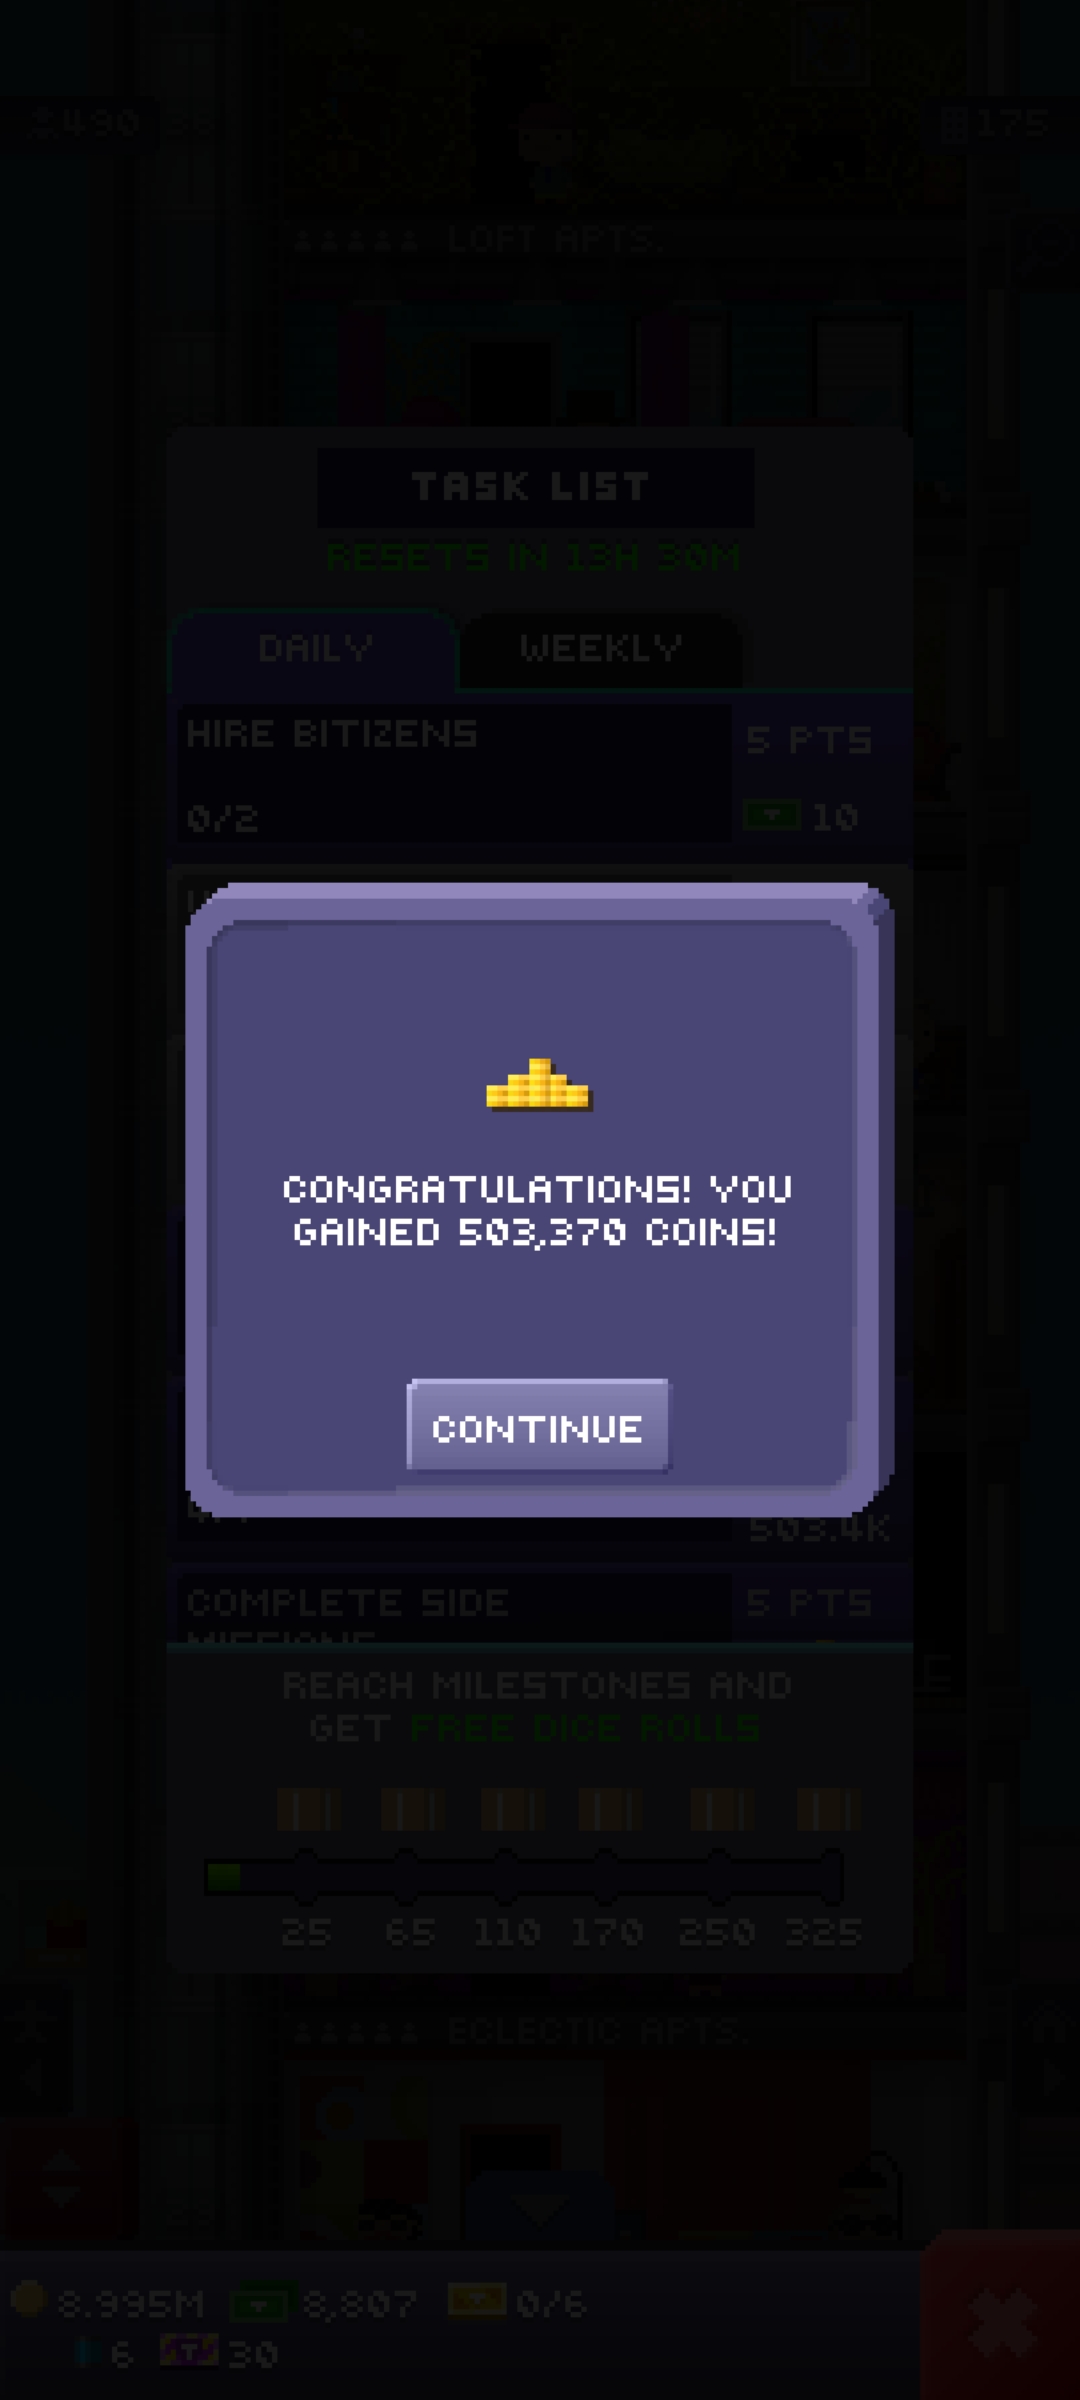 490
175
LOFT APTS.
TASK LIST
RESETS IN 13H 30M
DAILY
WEEKLY
HIRE BITIZENS
5 PTS
0/2
10
CONGRATULATIONS! YOU
GAINED 503,370 COINS!
CONTINUE
503.4K
COMPLETE SIDE
MISSIONS
5 PTS
REACH MILESTONES AND
GET FREE DICE ROLLS
25 65 110 170 250 325
ECLECTIC APTS.
8.995M 8,807 0/6
6 30